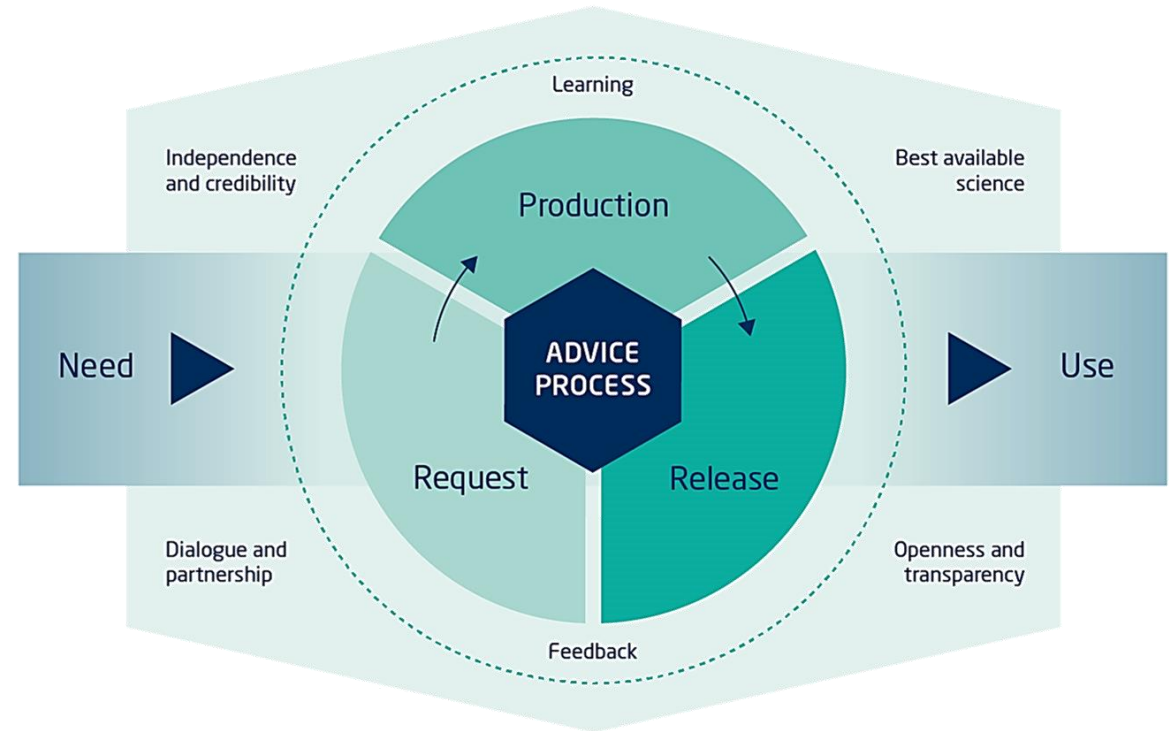 Learning
Independence
and credibility
Best available
science
Production
Need
ADVICE
PROCESS
Use
Request
Release
Dialogue and
partnership
Openness and
transparency
Feedback